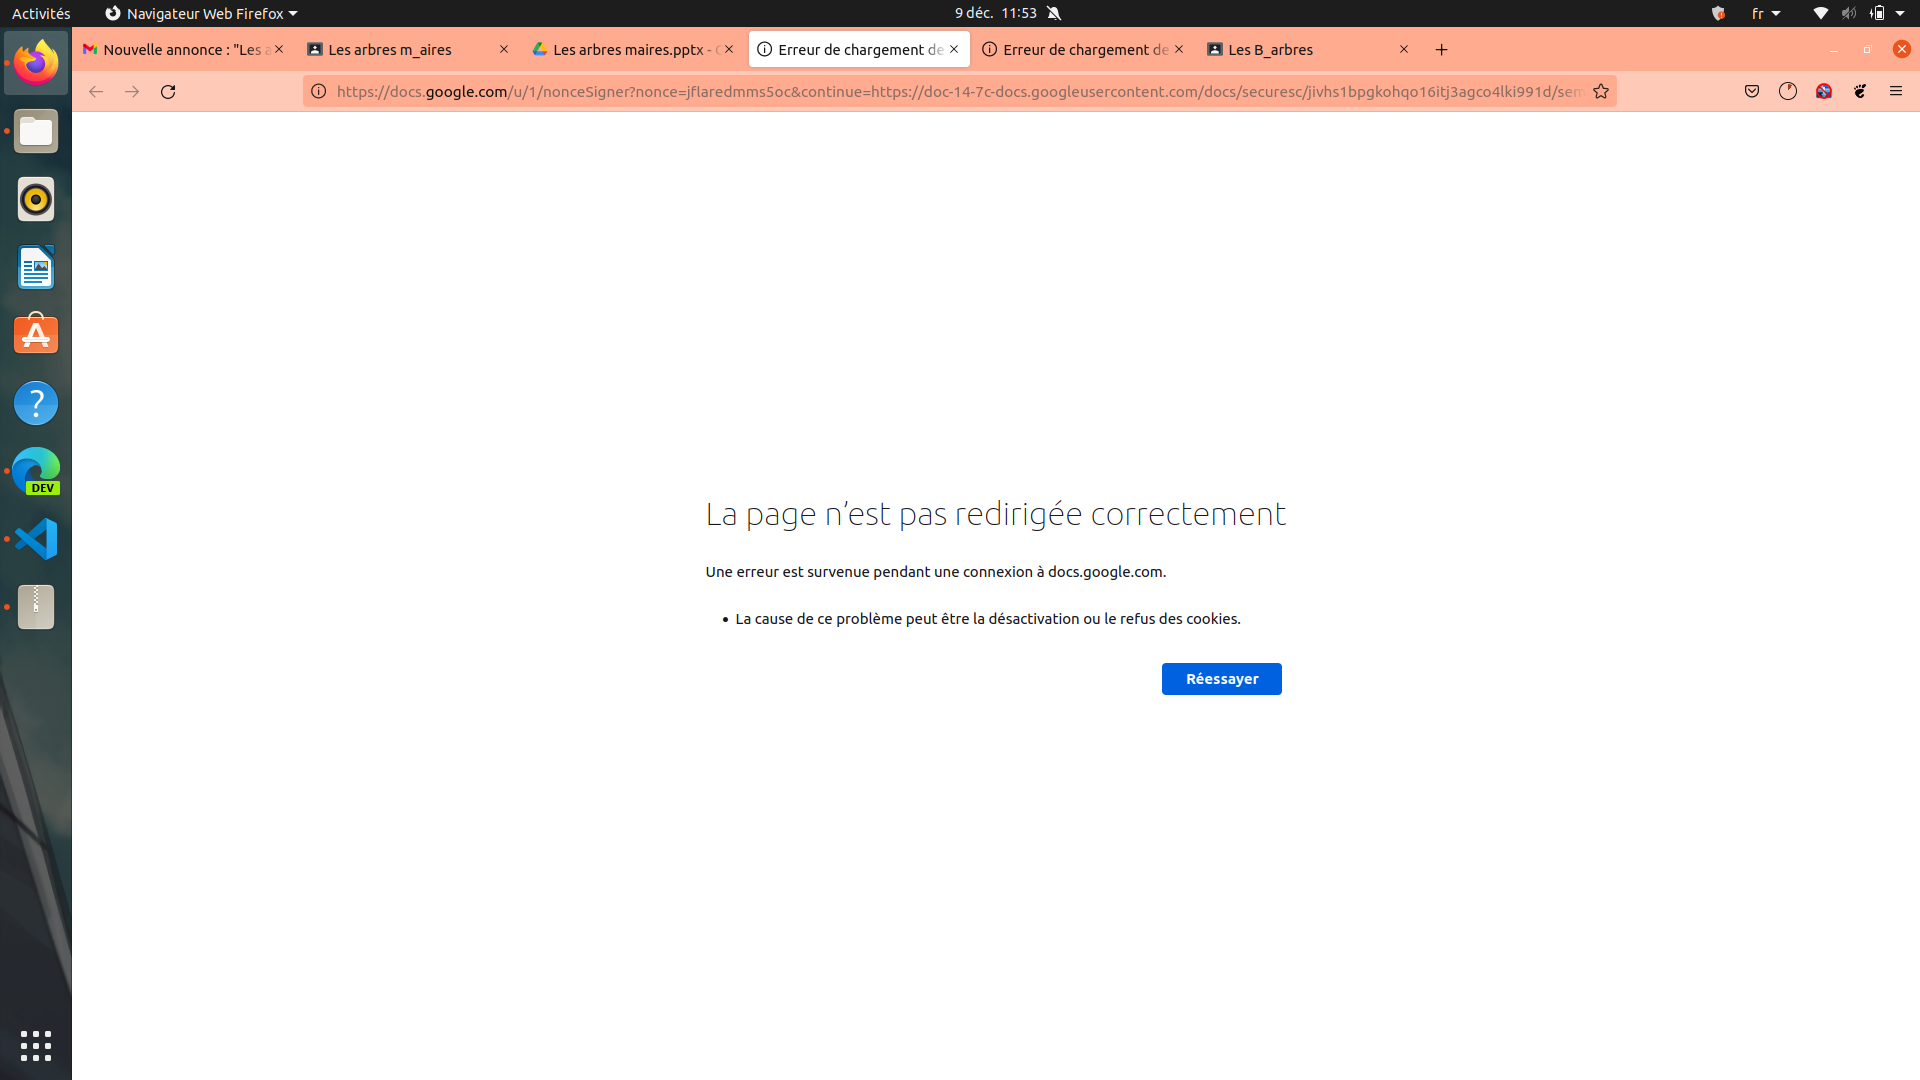 Activités
Navigateur Web Firefox
9 déc. 11:53
fr
Nouvelle annonce : "Les a
Les arbres m_aires
Les arbres maires.pptx - 
Erreur de chargement de
Erreur de chargement de
Les B_arbres
https://docs.google.com/u/1/nonceSigner?nonce=jflaredmms5oc&continue=https://doc-14-7c-docs.googleusercontent.com/docs/securesc/jivhs1bpgkohqo16itj3agco4lki991d/sem
DEV
La page n’est pas redirigée correctement
Une erreur est survenue pendant une connexion à docs.google.com.
• La cause de ce problème peut être la désactivation ou le refus des cookies.
Réessayer